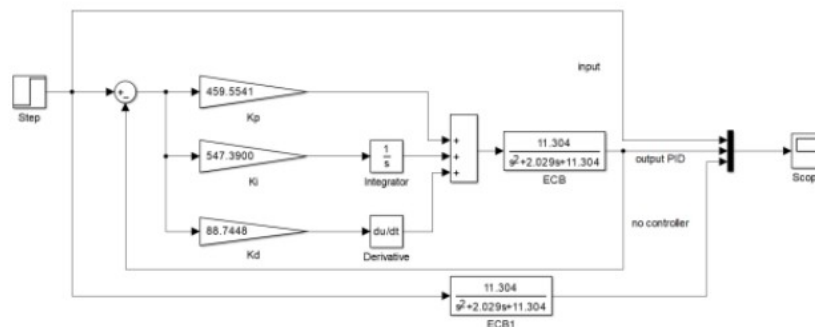 input
Step
+
−
459.5541
Kp
547.3900
Ki
1
s
Integrator
88.7448
Kd
du/dt
Derivative
+
+
+
11.304
s²+2.029s+11.304
ECB
output PID
Scop
no controller
11.304
s²+2.029s+11.304
ECB1